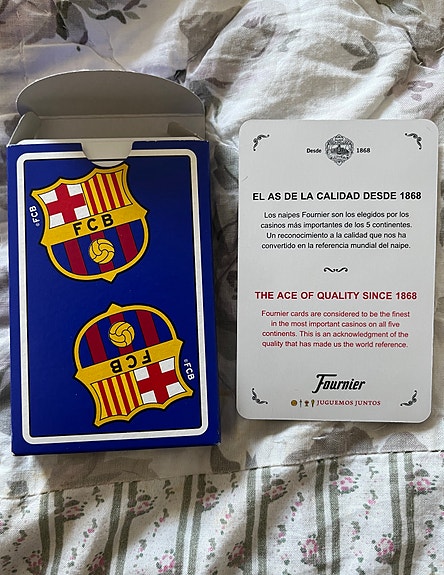 ©FCB
FCB
FCB
©FCB
Desde 1868
EL AS DE LA CALIDAD DESDE 1868
Los naipes Fournier son los elegidos por los
casinos más importantes de los 5 continentes.
Un reconocimiento a la calidad que nos ha
convertido en la referencia mundial del naipe.
THE ACE OF QUALITY SINCE 1868
Fournier cards are considered to be the finest
in the most important casinos on all five
continents. This is an acknowledgment of the
quality that has made us the world reference.
Fournier
JUGUEMOS JUNTOS